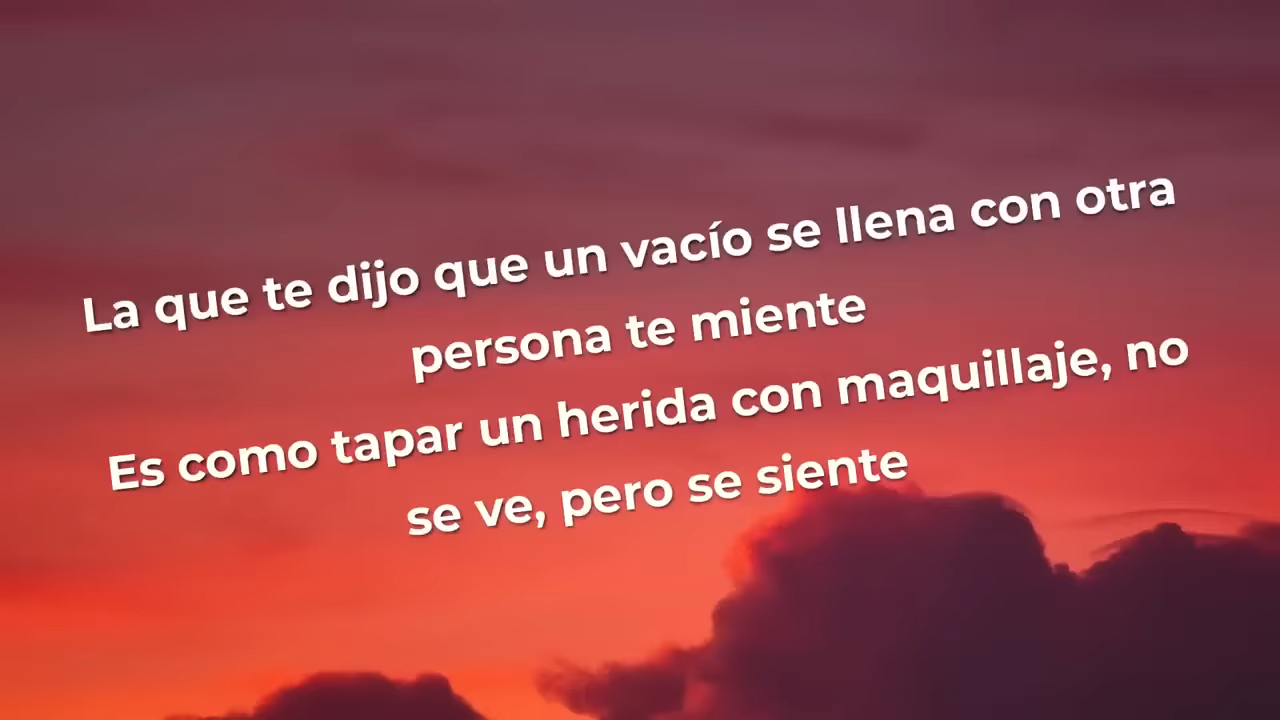 La que te dijo que un vacío se llena con otra
persona te miente
Es como tapar un herida con maquillaje, no
se ve, pero se siente